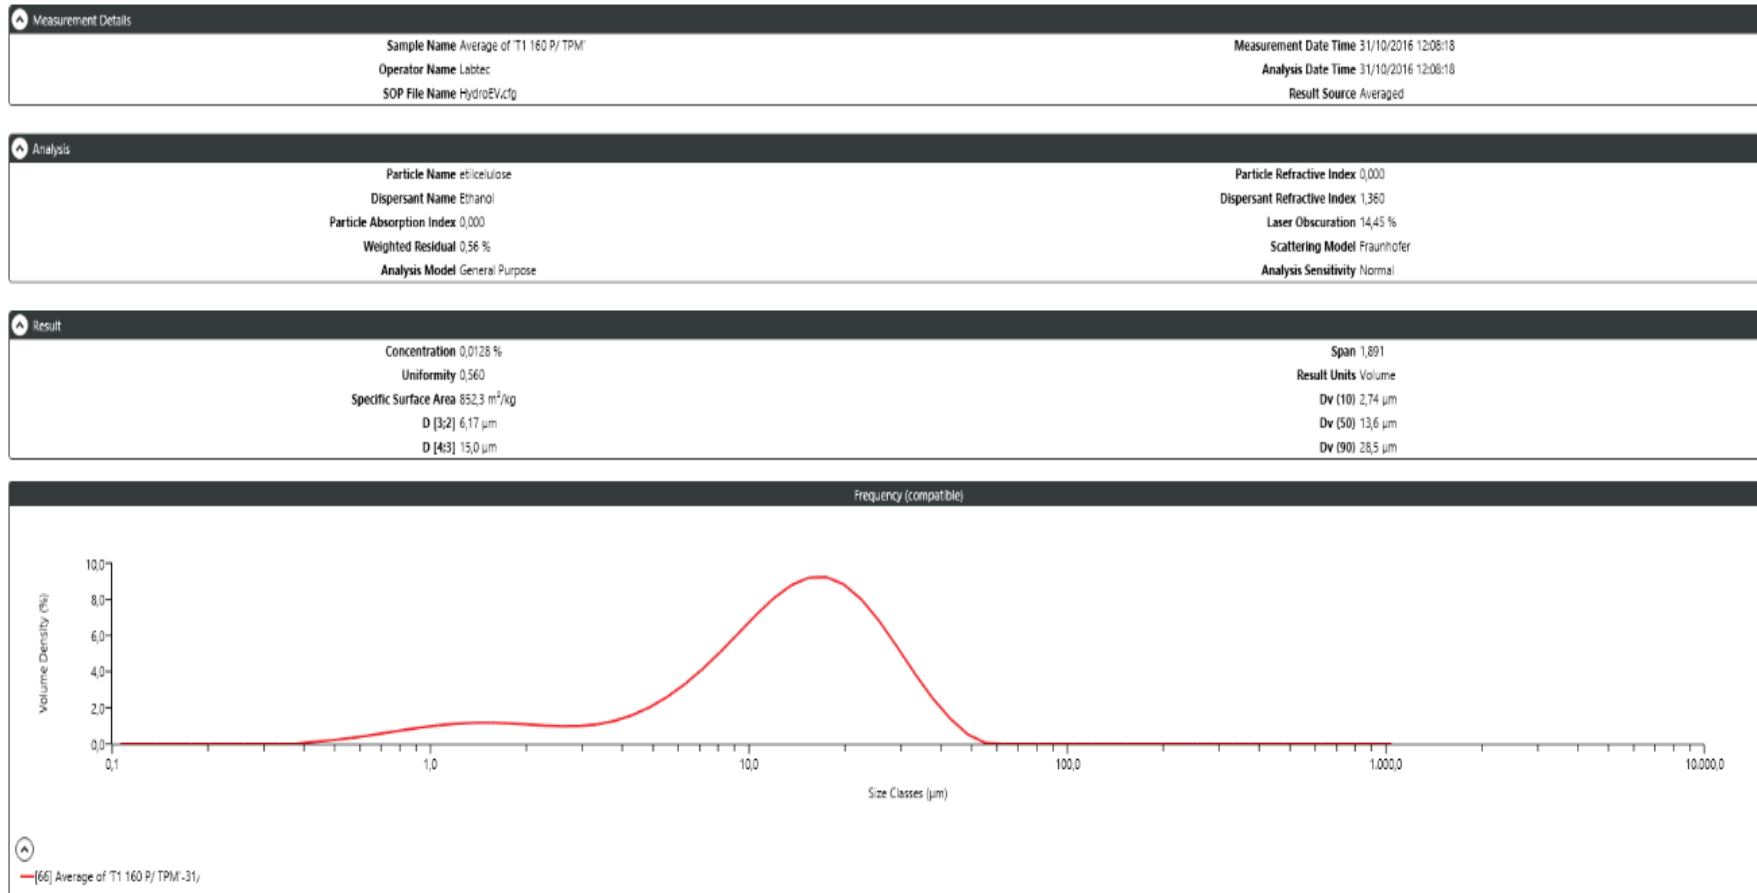 Measurement Details
Sample Name Average of 'T1 160 P/ TPM' Measurement Date Time 31/10/2016 12:08:18
Operator Name Labtec Analysis Date Time 31/10/2016 12:08:18
SOP File Name HydroEV.cfg Result Source Averaged
Analysis
Particle Name etilcelulose Particle Refractive Index 0,000
Dispersant Name Ethanol Dispersant Refractive Index 1,360
Particle Absorption Index 0,000 Laser Obscuration 14,45 %
Weighted Residual 0,56 % Scattering Model Fraunhofer
Analysis Model General Purpose Analysis Sensitivity Normal
Result
Concentration 0,0128 % Span 1,891
Uniformity 0,560 Result Units Volume
Specific Surface Area 852,3 m²/kg Dv (10) 2,74 µm
D [3;2] 6,17 µm Dv (50) 13,6 µm
D [4;3] 15,0 µm Dv (90) 28,5 µm
Frequency (compatible)
Volume Density (%)
10,0
8,0
6,0
4,0
2,0
0,0
0,1 1,0 10,0 100,0 1.000,0 10.000,0
Size Classes (µm)
[66] Average of 'T1 160 P/ TPM'-31/